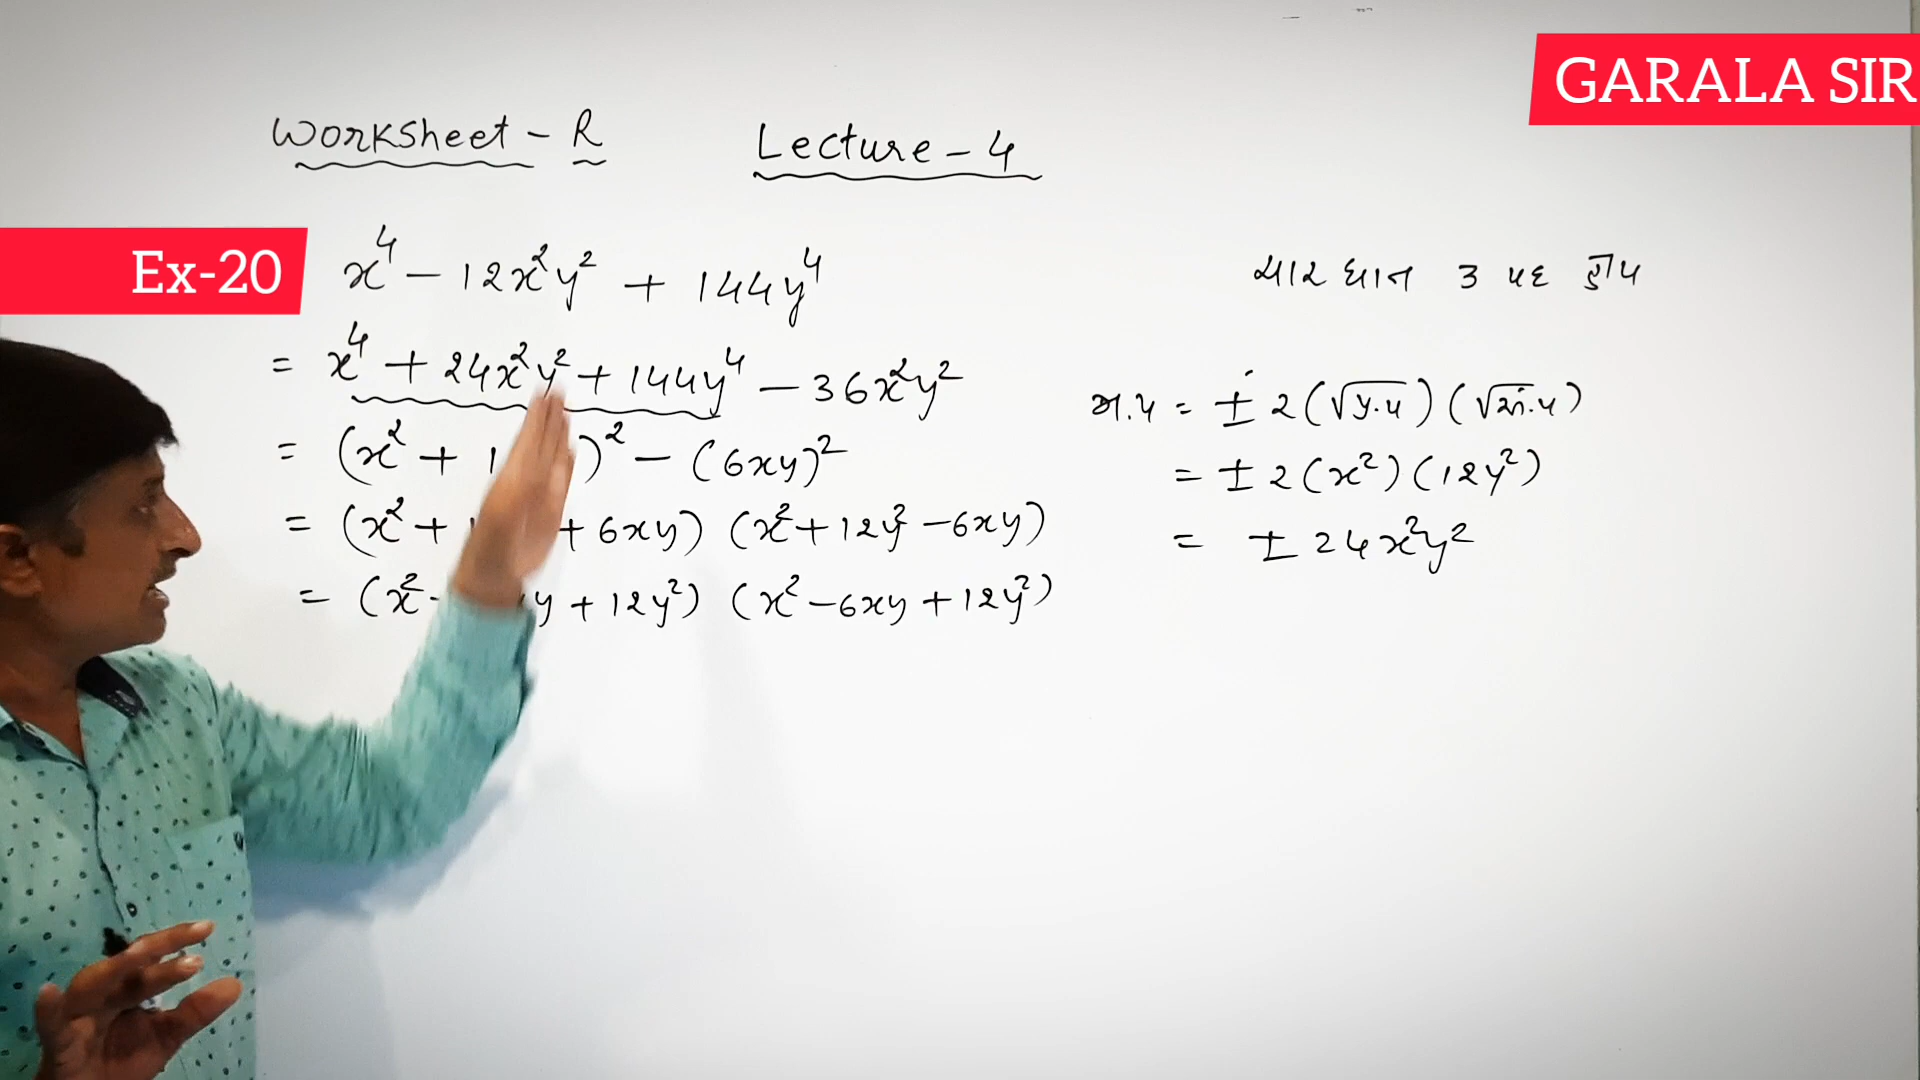 GARALA SIR
Worksheet - R
Lecture - 4
Ex-20
x⁴ - 12x²y² + 144y⁴
= x⁴ + 24x²y² + 144y⁴ - 36x²y²
= (x² + 1 )² - (6xy)²
= (x² + 1 + 6xy) (x² + 12y² - 6xy)
= (x² y + 12y²) (x² - 6xy + 12y²)
ચાર ઘાત 3 પદ હોય
મ.પ = ± 2(√પ્ર.પ) (√અં.પ)
= ± 2(x²)(12y²)
= ± 24x²y²